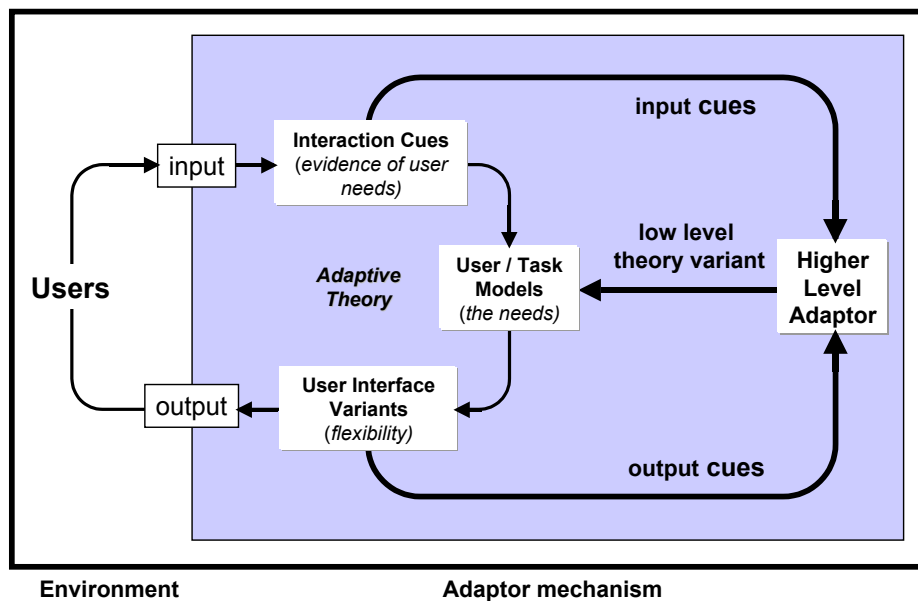 input cues
Interaction Cues
(evidence of user
needs)
input
low level
theory variant
User / Task
Models
(the needs)
Adaptive
Theory
Higher
Level
Adaptor
Users
User Interface
Variants
(flexibility)
output
output cues
Environment
Adaptor mechanism